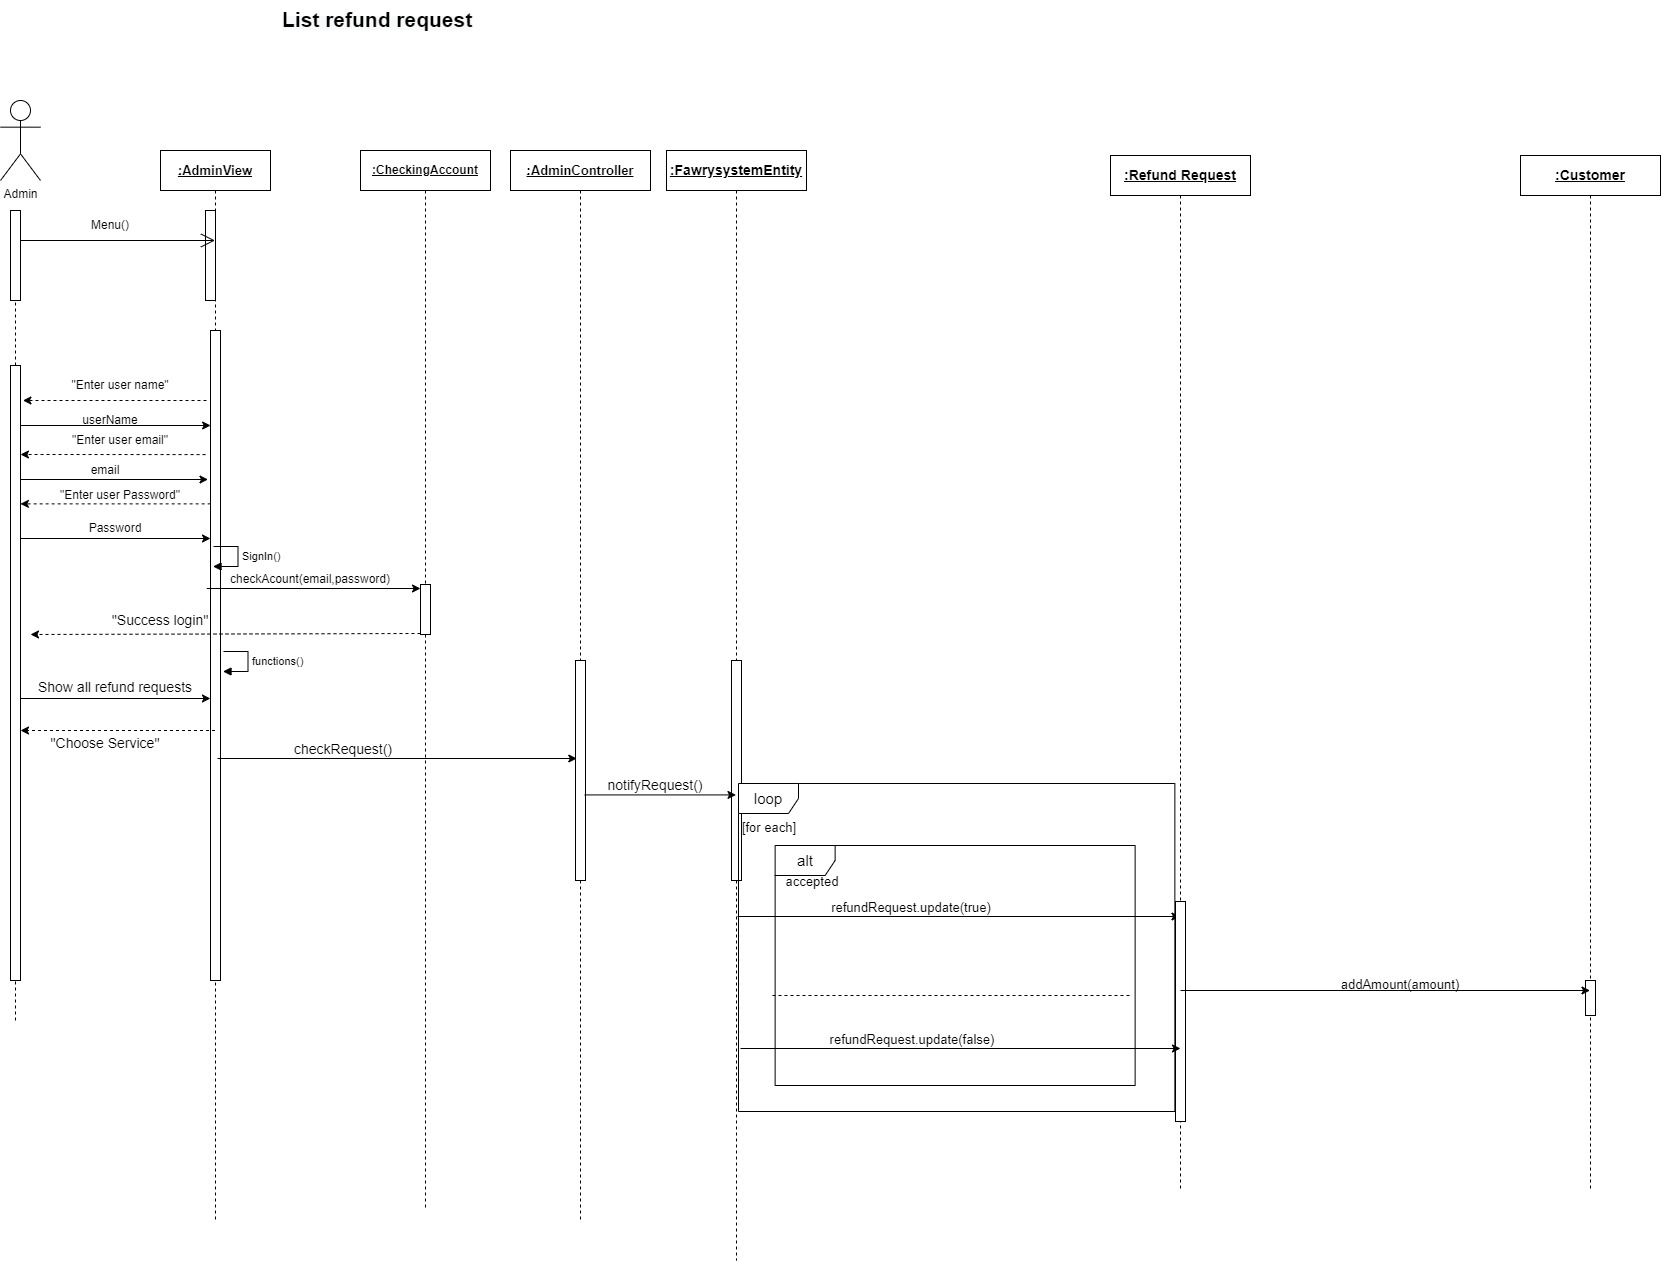 List refund request
Admin
:AdminView
:CheckingAccount
:AdminController
:FawrysystemEntity
:Refund Request
:Customer
Menu()
"Enter user name"
userName
"Enter user email"
email
"Enter user Password"
Password
SignIn()
checkAcount(email,password)
"Success login"
functions()
Show all refund requests
"Choose Service"
checkRequest()
notifyRequest()
loop
[for each]
alt
accepted
refundRequest.update(true)
addAmount(amount)
refundRequest.update(false)